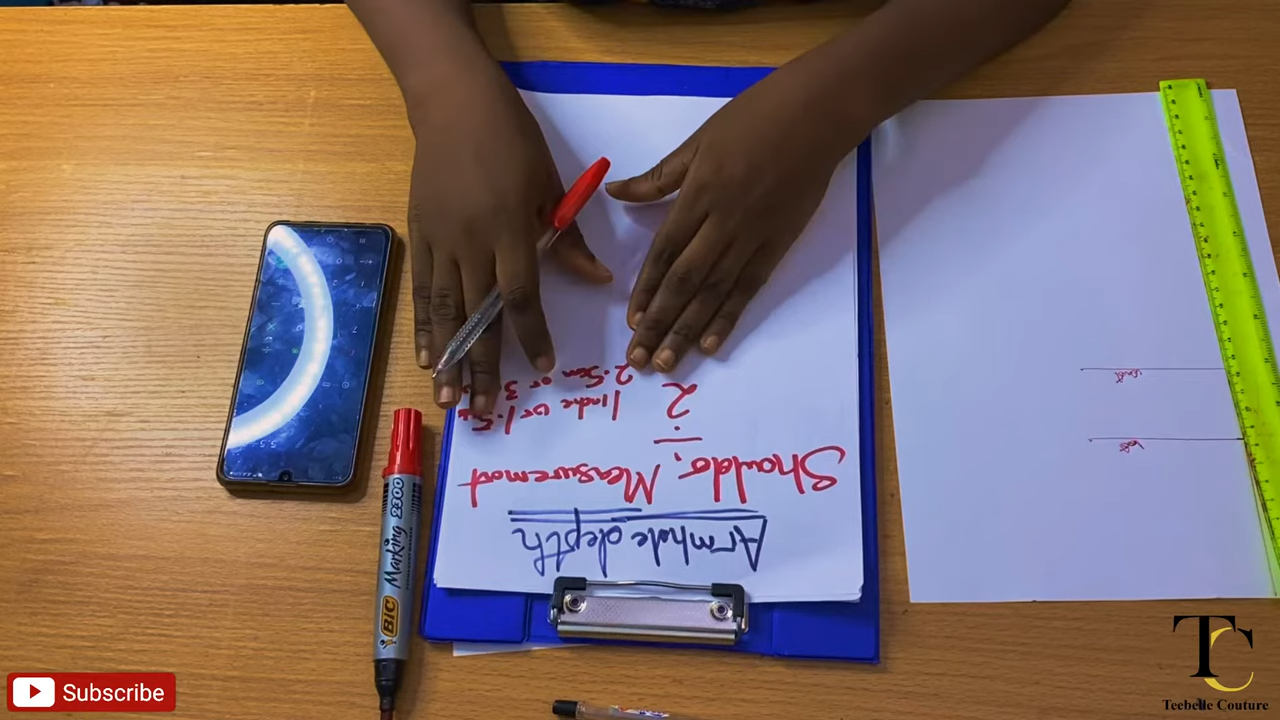 Armhole depth
Shoulder Measurement
÷ 2
1 inche or 1.5
2.5cm or 3
BIC Marking 2300
Subscribe
TC
Teebelle Couture